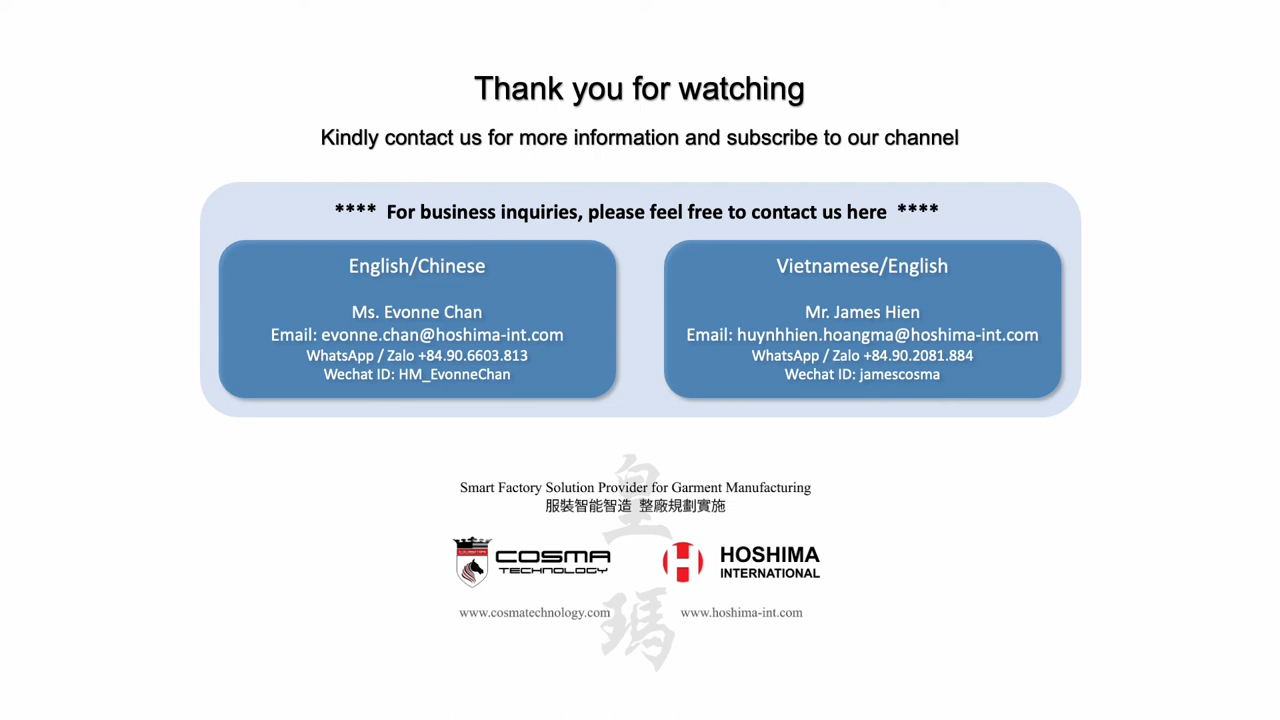 Thank you for watching
Kindly contact us for more information and subscribe to our channel
**** For business inquiries, please feel free to contact us here ****
English/Chinese
Ms. Evonne Chan
Email: evonne.chan@hoshima-int.com
WhatsApp / Zalo +84.90.6603.813
Wechat ID: HM_EvonneChan
Vietnamese/English
Mr. James Hien
Email: huynhhien.hoangma@hoshima-int.com
WhatsApp / Zalo +84.90.2081.884
Wechat ID: jamescosma
皇瑪
Smart Factory Solution Provider for Garment Manufacturing
服裝智能智造 整廠規劃實施
COSMA
TECHNOLOGY
H
HOSHIMA
INTERNATIONAL
www.cosmatechnology.com
www.hoshima-int.com